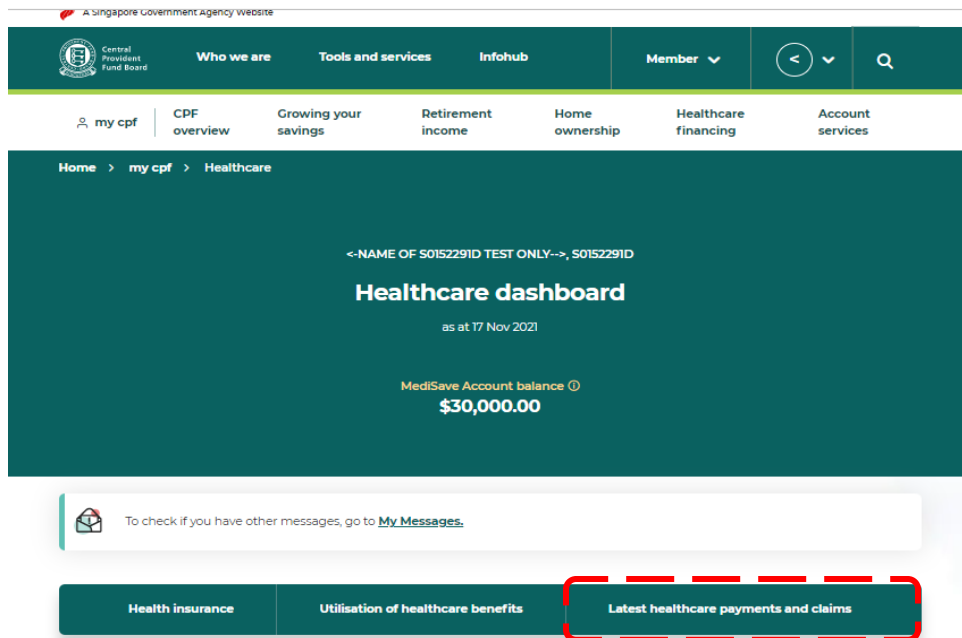 A Singapore Government Agency Website
Central
Provident
Fund Board
Who we are
Tools and services
Infohub
Member
<
my cpf
CPF
overview
Growing your
savings
Retirement
income
Home
ownership
Healthcare
financing
Account
services
Home > my cpf > Healthcare
<-NAME OF S0152291D TEST ONLY-->, S0152291D
Healthcare dashboard
as at 17 Nov 2021
MediSave Account balance
$30,000.00
To check if you have other messages, go to My Messages.
Health insurance
Utilisation of healthcare benefits
Latest healthcare payments and claims